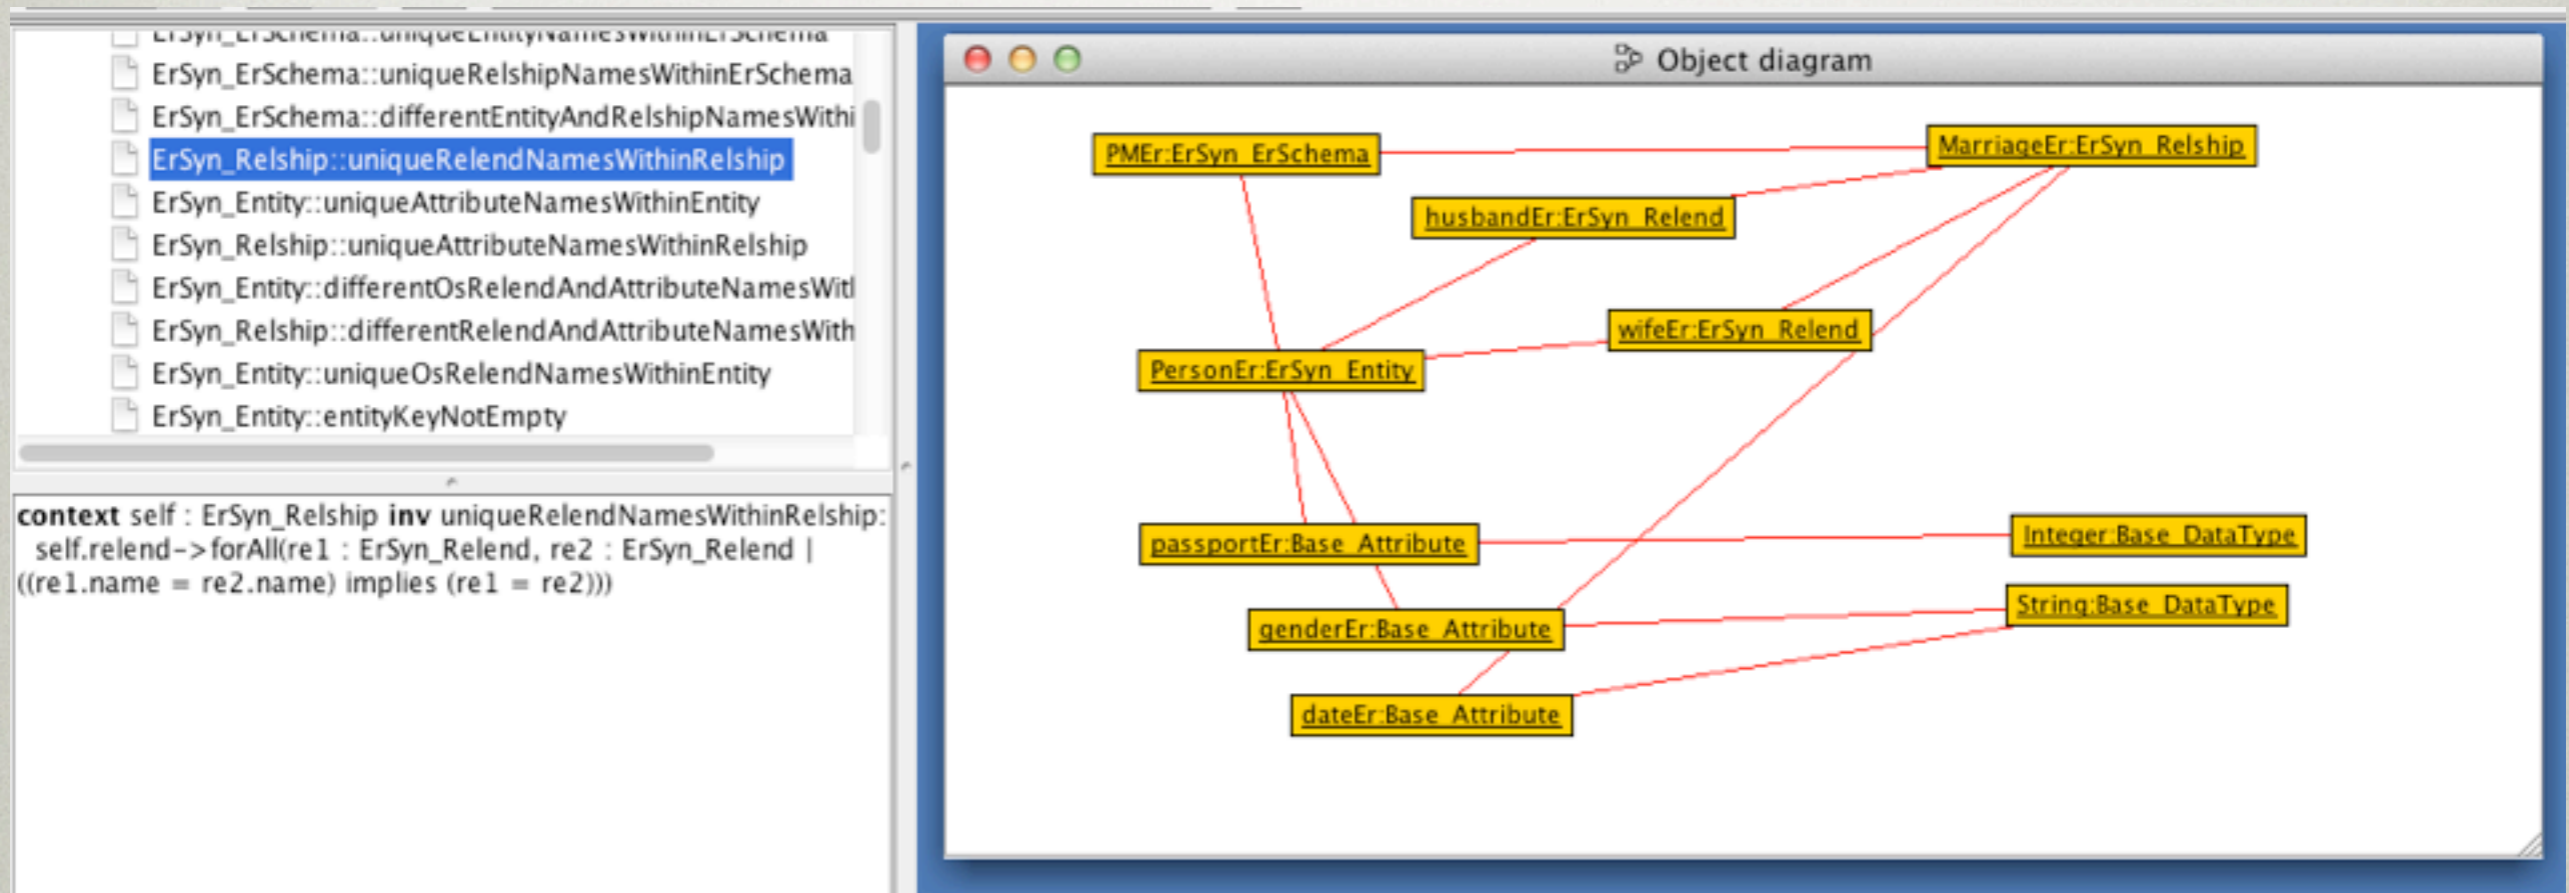 ErSyn_ErSchema::uniqueEntityNamesWithinErSchema
ErSyn_ErSchema::uniqueRelshipNamesWithinErSchema
ErSyn_ErSchema::differentEntityAndRelshipNamesWithi
ErSyn_Relship::uniqueRelendNamesWithinRelship
ErSyn_Entity::uniqueAttributeNamesWithinEntity
ErSyn_Relship::uniqueAttributeNamesWithinRelship
ErSyn_Entity::differentOsRelendAndAttributeNamesWit
ErSyn_Relship::differentRelendAndAttributeNamesWith
ErSyn_Entity::uniqueOsRelendNamesWithinEntity
ErSyn_Entity::entityKeyNotEmpty
context self : ErSyn_Relship inv uniqueRelendNamesWithinRelship:
self.relend->forAll(re1 : ErSyn_Relend, re2 : ErSyn_Relend |
((re1.name = re2.name) implies (re1 = re2)))
Object diagram
PMEr:ErSyn_ErSchema
MarriageEr:ErSyn_Relship
husbandEr:ErSyn_Relend
wifeEr:ErSyn_Relend
PersonEr:ErSyn_Entity
passportEr:Base_Attribute
Integer:Base_DataType
genderEr:Base_Attribute
String:Base_DataType
dateEr:Base_Attribute